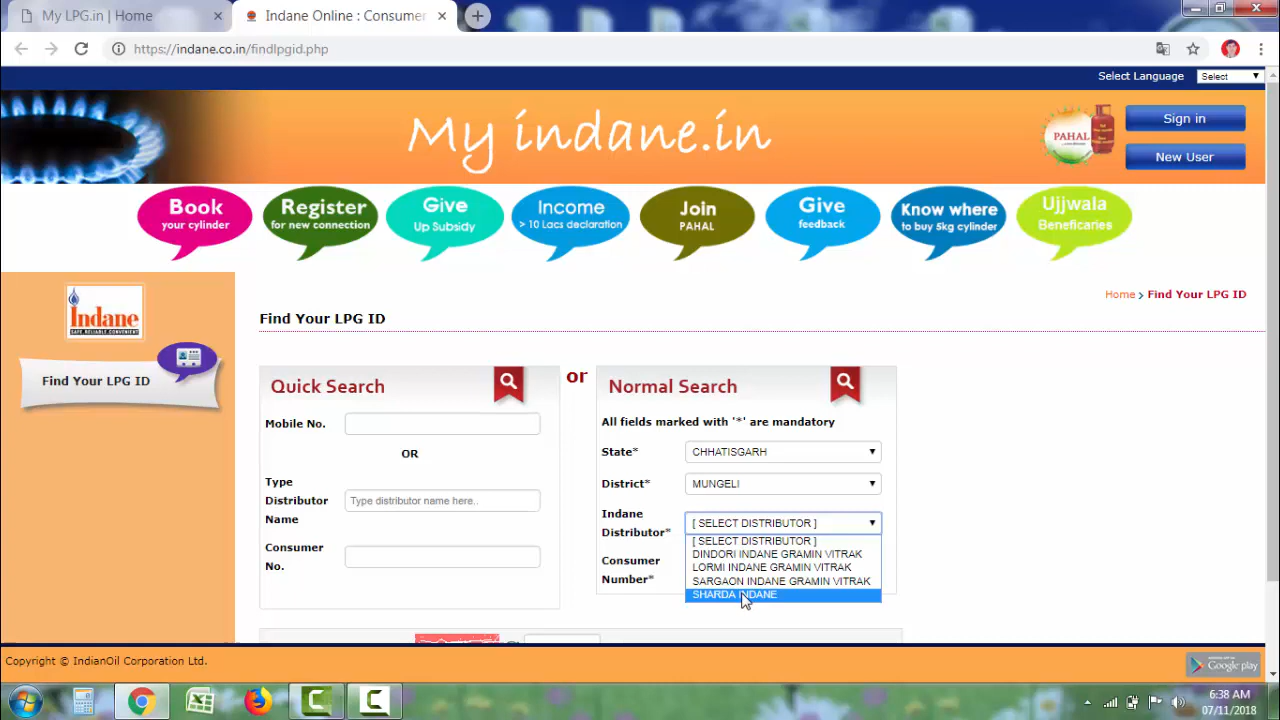 My LPG.in | Home
Indane Online : Consumer
https://indane.co.in/findlpgid.php
Select Language
Select
My indane.in
PAHAL
Sign in
New User
Book
your cylinder
Register
for new connection
Give
Up Subsidy
Income
> 10 Lacs declaration
Join
PAHAL
Give
feedback
Know where
to buy 5kg cylinder
Ujjwala
Beneficaries
Indane
SAFE. RELIABLE. CONVENIENT
Find Your LPG ID
Home > Find Your LPG ID
Find Your LPG ID
Quick Search
Mobile No.
OR
Type
Distributor
Name
Type distributor name here..
Consumer
No.
or
Normal Search
All fields marked with '*' are mandatory
State*
CHHATISGARH
District*
MUNGELI
Indane
Distributor*
[ SELECT DISTRIBUTOR ]
[ SELECT DISTRIBUTOR ]
DINDORI INDANE GRAMIN VITRAK
LORMI INDANE GRAMIN VITRAK
SARGAON INDANE GRAMIN VITRAK
SHARDA INDANE
Consumer
Number*
Copyright © IndianOil Corporation Ltd.
Google play
6:38 AM
07/11/2018